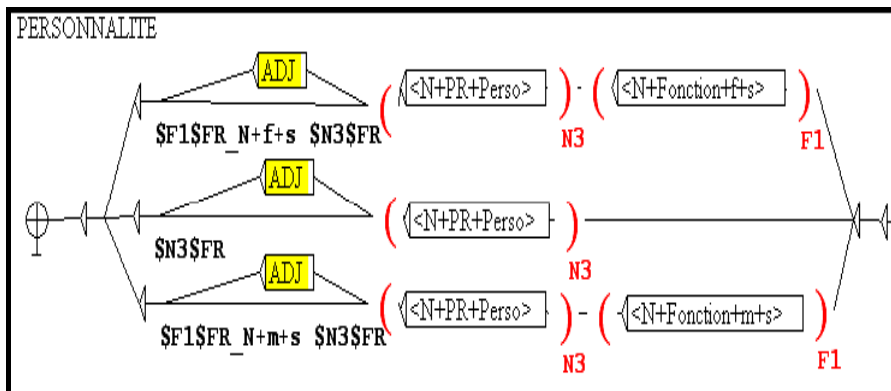 PERSONNALITE
ADJ
( <N+PR+Perso> ) - ( <N+Fonction+f+s> )
$F1$FR_N+f+s $N3$FR N3 F1
ADJ
( <N+PR+Perso> )
$N3$FR N3
ADJ
( <N+PR+Perso> ) - ( <N+Fonction+m+s> )
$F1$FR_N+m+s $N3$FR N3 F1